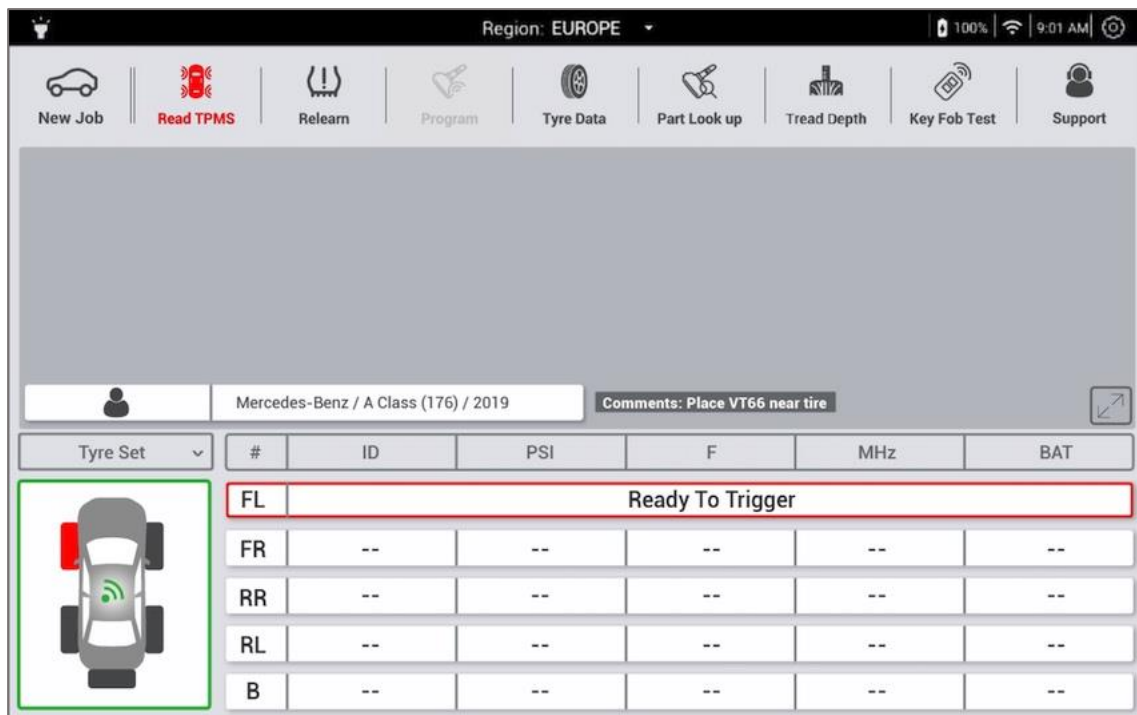 Region: EUROPE 100% 9:01 AM
New Job Read TPMS Relearn Program Tyre Data Part Look up Tread Depth Key Fob Test Support
Mercedes-Benz / A Class (176) / 2019 Comments: Place VT66 near tire
Tyre Set # ID PSI F MHz BAT
FL Ready To Trigger
FR -- -- -- -- --
RR -- -- -- -- --
RL -- -- -- -- --
B -- -- -- -- --